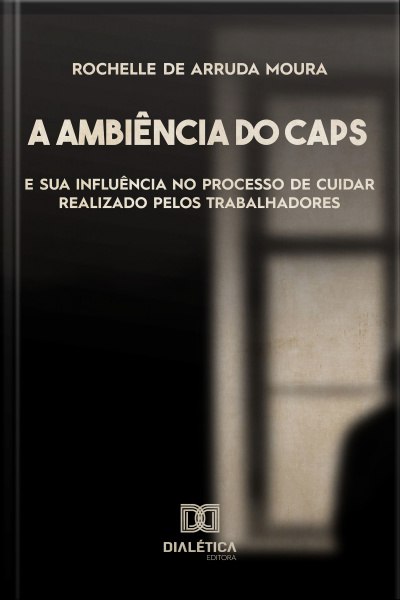 ROCHELLE DE ARRUDA MOURA
A AMBIÊNCIA DO CAPS
E SUA INFLUÊNCIA NO PROCESSO DE CUIDAR
REALIZADO PELOS TRABALHADORES
DIALÉTICA
EDITORA